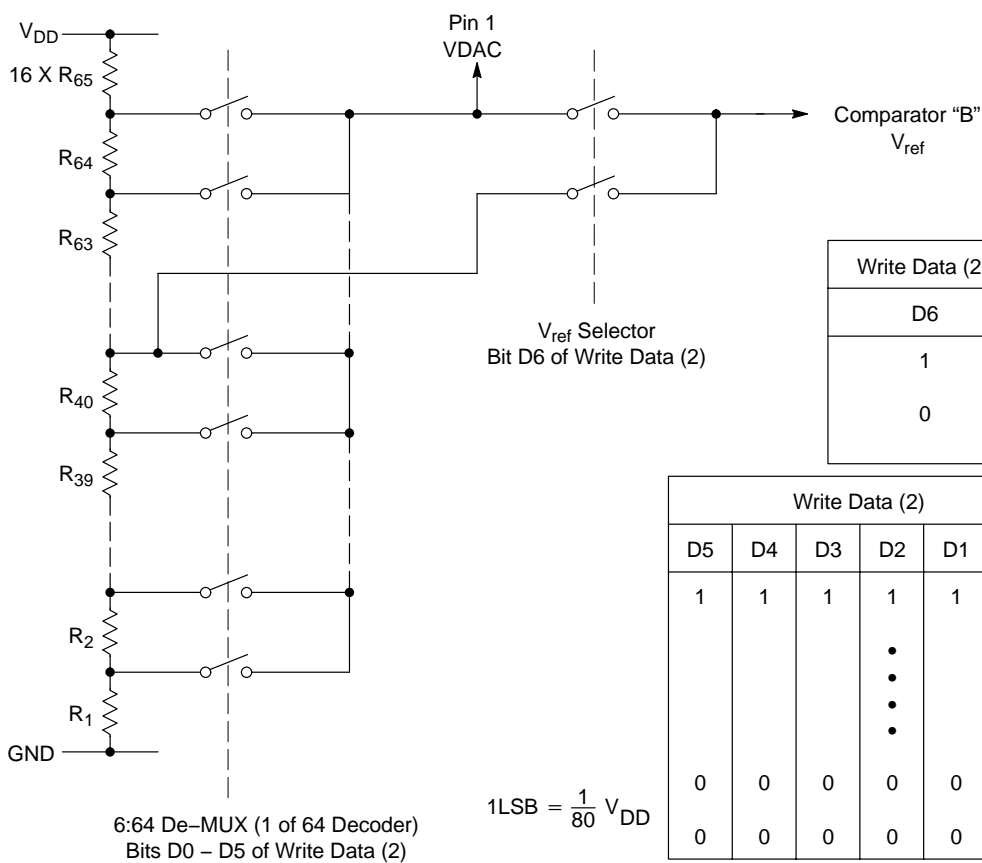 V_DD
16 X R_65
R_64
R_63
R_40
R_39
R_2
R_1
GND
6:64 De–MUX (1 of 64 Decoder)
Bits D0 – D5 of Write Data (2)
Pin 1
VDAC
V_ref Selector
Bit D6 of Write Data (2)
Comparator “B”
V_ref
Write Data (2
D6
1
0
Write Data (2)
D5 D4 D3 D2 D1
1 1 1 1 1
0 0 0 0 0
0 0 0 0 0
1LSB = 1/80 V_DD